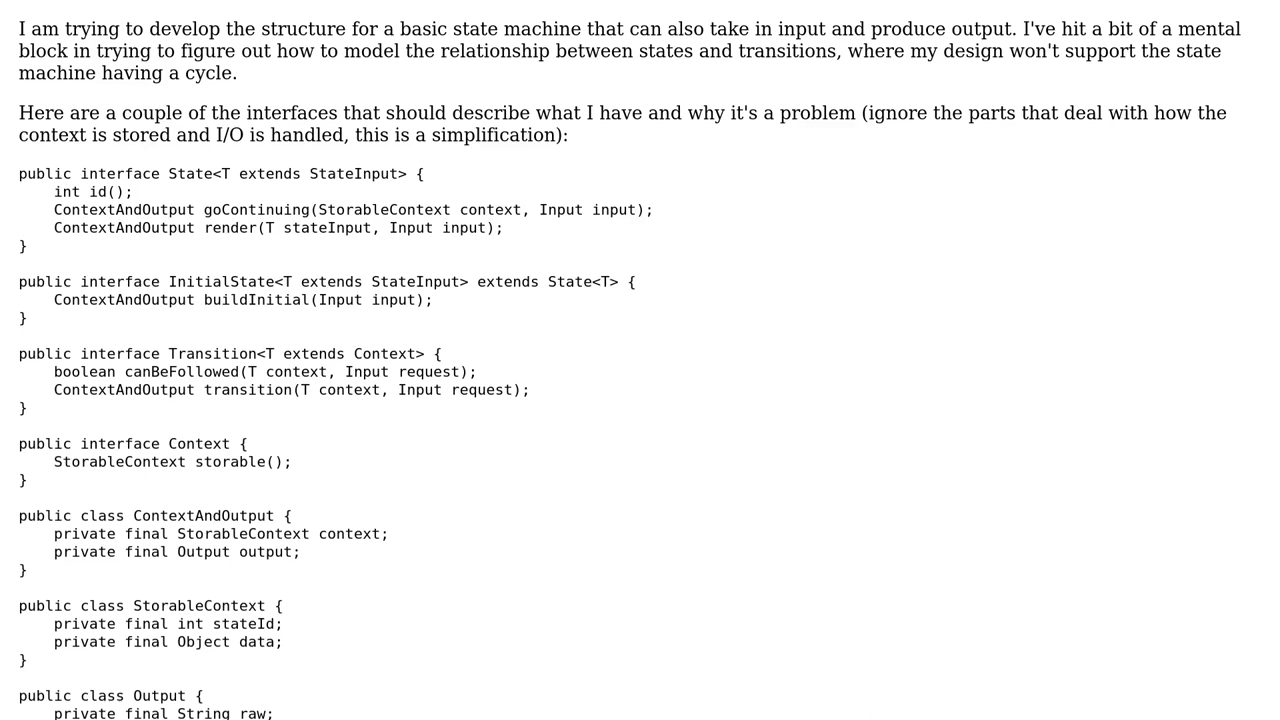 I am trying to develop the structure for a basic state machine that can also take in input and produce output. I've hit a bit of a mental
block in trying to figure out how to model the relationship between states and transitions, where my design won't support the state
machine having a cycle.
Here are a couple of the interfaces that should describe what I have and why it's a problem (ignore the parts that deal with how the
context is stored and I/O is handled, this is a simplification):
public interface State<T extends StateInput> {
    int id();
    ContextAndOutput goContinuing(StorableContext context, Input input);
    ContextAndOutput render(T stateInput, Input input);
}
public interface InitialState<T extends StateInput> extends State<T> {
    ContextAndOutput buildInitial(Input input);
}
public interface Transition<T extends Context> {
    boolean canBeFollowed(T context, Input request);
    ContextAndOutput transition(T context, Input request);
}
public interface Context {
    StorableContext storable();
}
public class ContextAndOutput {
    private final StorableContext context;
    private final Output output;
}
public class StorableContext {
    private final int stateId;
    private final Object data;
}
public class Output {
    private final String raw;